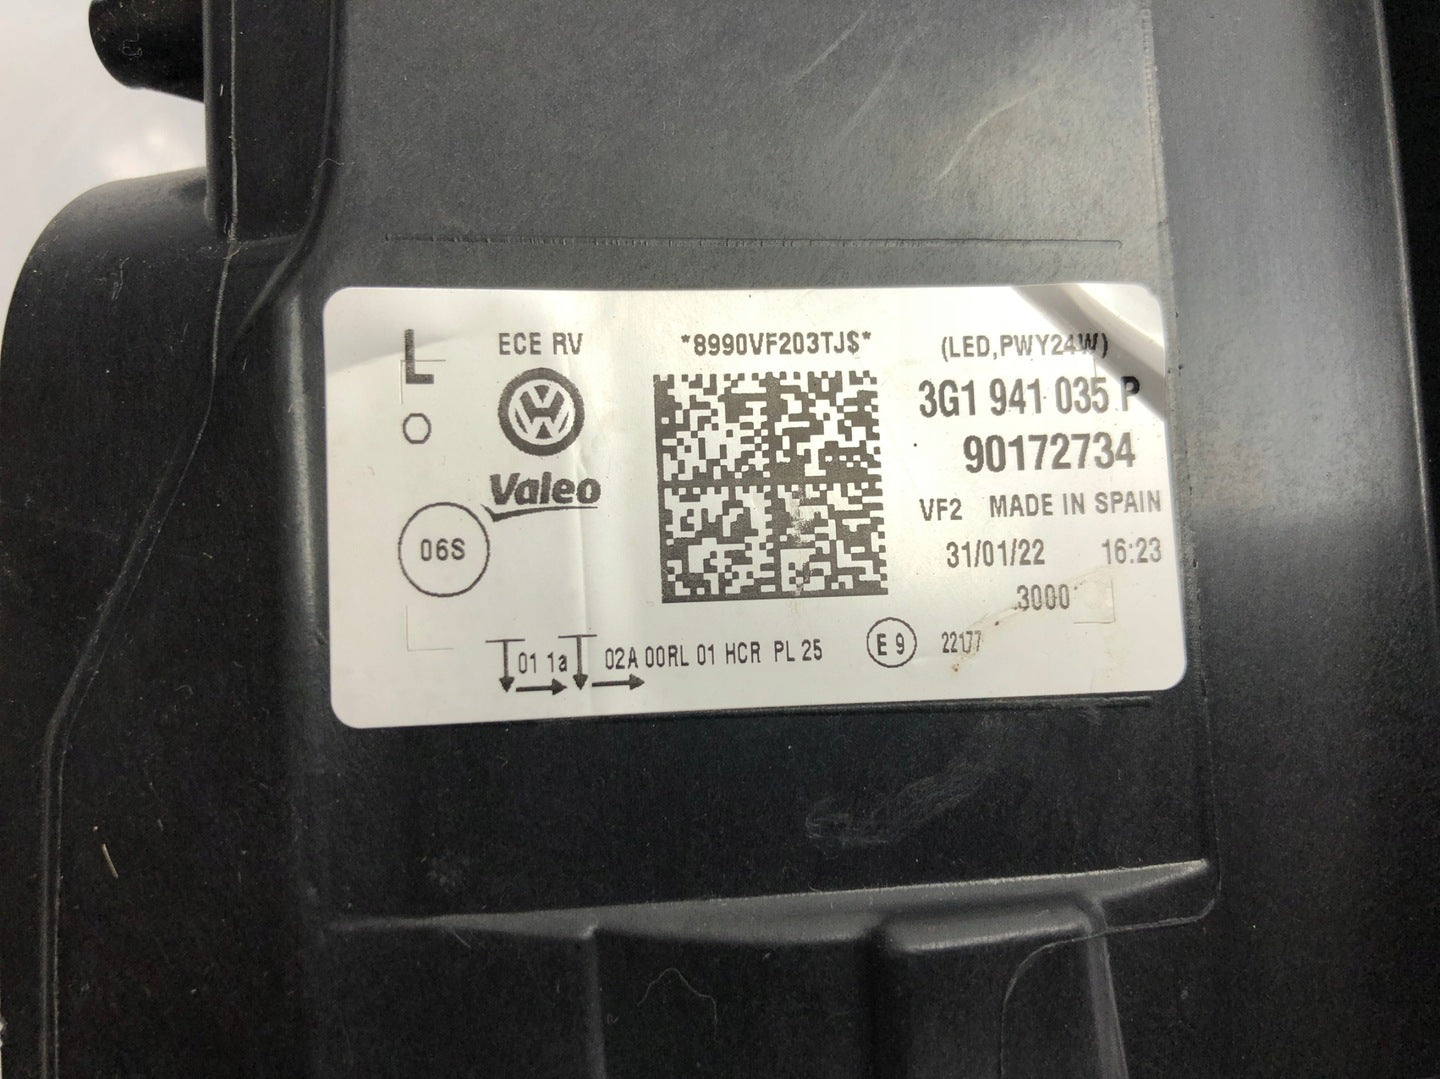 L
ECE RV
*8990VF203TJ$*
(LED,PWY24W)
3G1 941 035 P
90172734
Valeo
VF2 MADE IN SPAIN
06S
31/01/22 16:23
3000
01 1a 02A 00RL 01 HCR PL 25
E9
22177